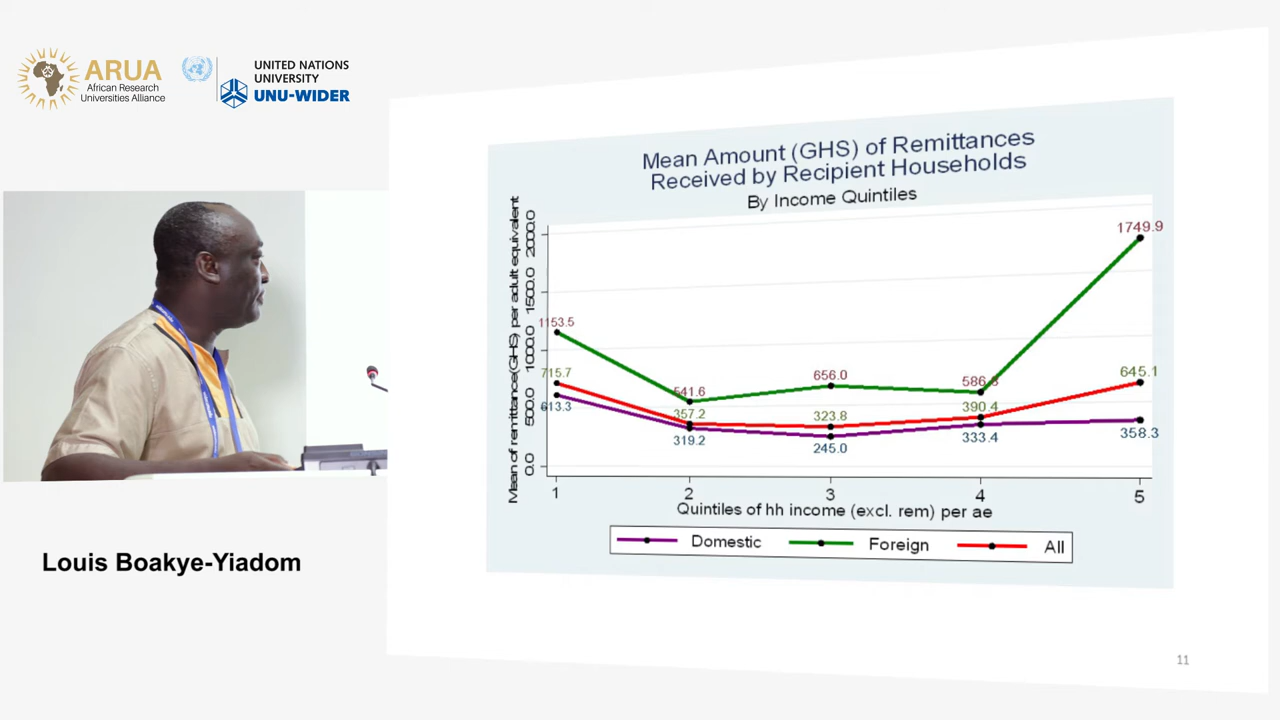 ARUA
African Research
Universities Alliance
UNITED NATIONS
UNIVERSITY
UNU-WIDER
Mean Amount (GHS) of Remittances
Received by Recipient Households
By Income Quintiles
Mean of remittance(GHS) per adult equivalent
2000.0
1500.0
1000.0
500.0
0.0
1153.5
541.6
656.0
586.8
1749.9
715.7
357.2
323.8
390.4
645.1
613.3
319.2
245.0
333.4
358.3
1 2 3 4 5
Quintiles of hh income (excl. rem) per ae
Domestic Foreign All
Louis Boakye-Yiadom
11